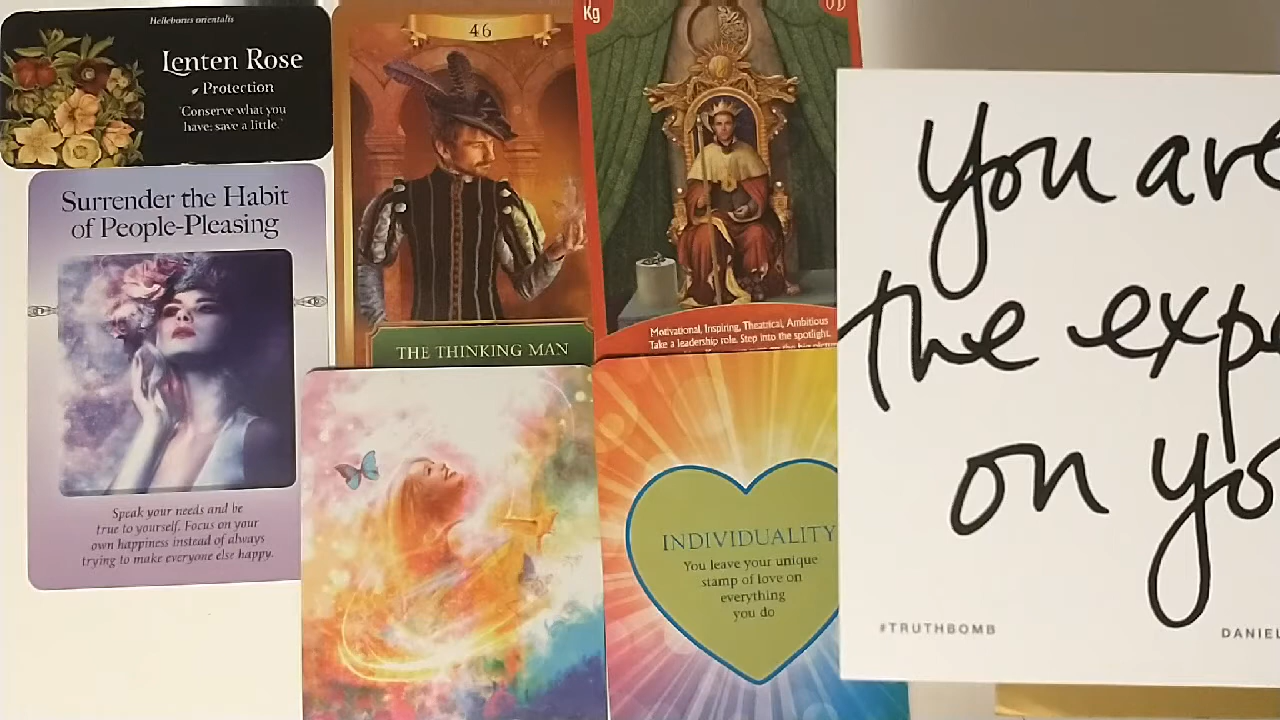 Helleborus orientalis
Lenten Rose
Protection
"Conserve what you
have; save a little."
Surrender the Habit
of People-Pleasing
Speak your needs and be
true to yourself. Focus on your
own happiness instead of always
trying to make everyone else happy.
46
THE THINKING MAN
Kg
Motivational, Inspiring, Theatrical, Ambitious
Take a leadership role. Step into the spotlight.
INDIVIDUALITY
You leave your unique
stamp of love on
everything
you do
You are
the expe
on yo
#TRUTHBOMB
DANIEL